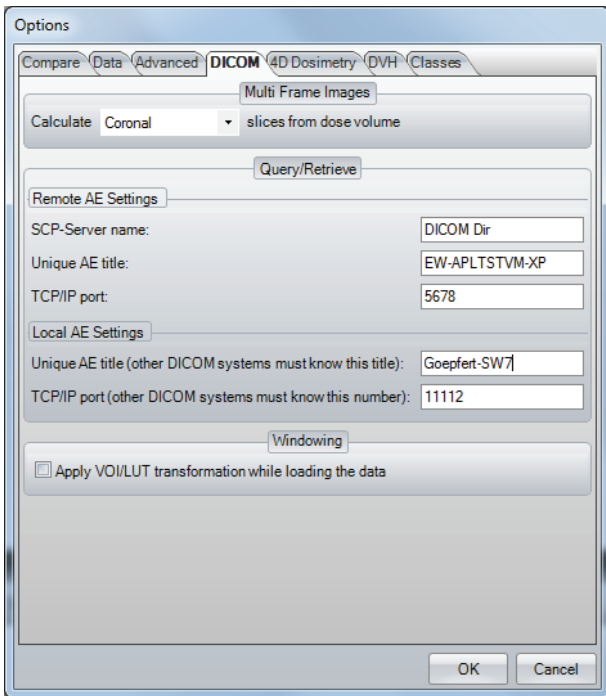 Options
Compare Data Advanced DICOM 4D Dosimetry DVH Classes
Multi Frame Images
Calculate Coronal slices from dose volume
Query/Retrieve
Remote AE Settings
SCP-Server name: DICOM Dir
Unique AE title: EW-APLTSTVM-XP
TCP/IP port: 5678
Local AE Settings
Unique AE title (other DICOM systems must know this title): Goepfert-SW7
TCP/IP port (other DICOM systems must know this number): 11112
Windowing
Apply VOI/LUT transformation while loading the data
OK Cancel